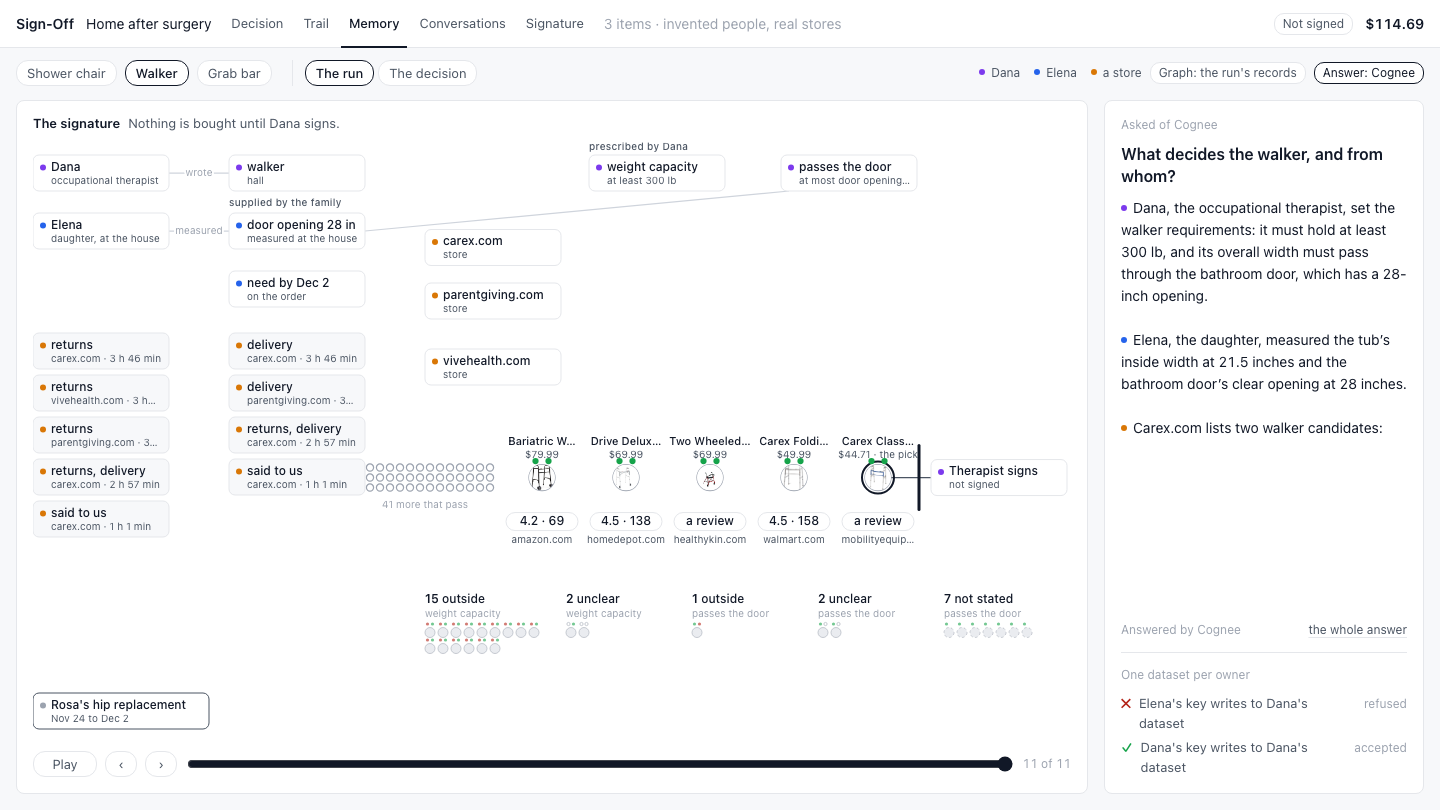 Sign-Off Home after surgery Decision Trail Memory Conversations Signature 3 items · invented people, real stores Not signed $114.69
Shower chair Walker Grab bar The run The decision Dana Elena a store Graph: the run's records Answer: Cognee
The signature Nothing is bought until Dana signs.
prescribed by Dana
Dana
occupational therapist
wrote
walker
hall
weight capacity
at least 300 lb
passes the door
at most door opening...
supplied by the family
Elena
daughter, at the house
measured
door opening 28 in
measured at the house
carex.com
store
need by Dec 2
on the order
parentgiving.com
store
vivehealth.com
store
returns
carex.com · 3 h 46 min
delivery
carex.com · 3 h 46 min
returns
vivehealth.com · 3 h...
delivery
parentgiving.com · 3...
returns
parentgiving.com · 3...
returns, delivery
carex.com · 2 h 57 min
returns, delivery
carex.com · 2 h 57 min
said to us
carex.com · 1 h 1 min
said to us
carex.com · 1 h 1 min
41 more that pass
Bariatric W... Drive Delux... Two Wheeled... Carex Foldi... Carex Class...
$79.99 $69.99 $69.99 $49.99 $44.71 · the pick
Therapist signs
not signed
4.2 · 69 4.5 · 138 a review 4.5 · 158 a review
amazon.com homedepot.com healthykin.com walmart.com mobilityequip...
15 outside 2 unclear 1 outside 2 unclear 7 not stated
weight capacity weight capacity passes the door passes the door passes the door
Rosa's hip replacement
Nov 24 to Dec 2
Play ‹ › 11 of 11
Asked of Cognee
What decides the walker, and from
whom?
Dana, the occupational therapist, set the
walker requirements: it must hold at least
300 lb, and its overall width must pass
through the bathroom door, which has a 28-
inch opening.
Elena, the daughter, measured the tub's
inside width at 21.5 inches and the
bathroom door's clear opening at 28 inches.
Carex.com lists two walker candidates:
Answered by Cognee the whole answer
One dataset per owner
Elena's key writes to Dana's
dataset
refused
Dana's key writes to Dana's
dataset
accepted